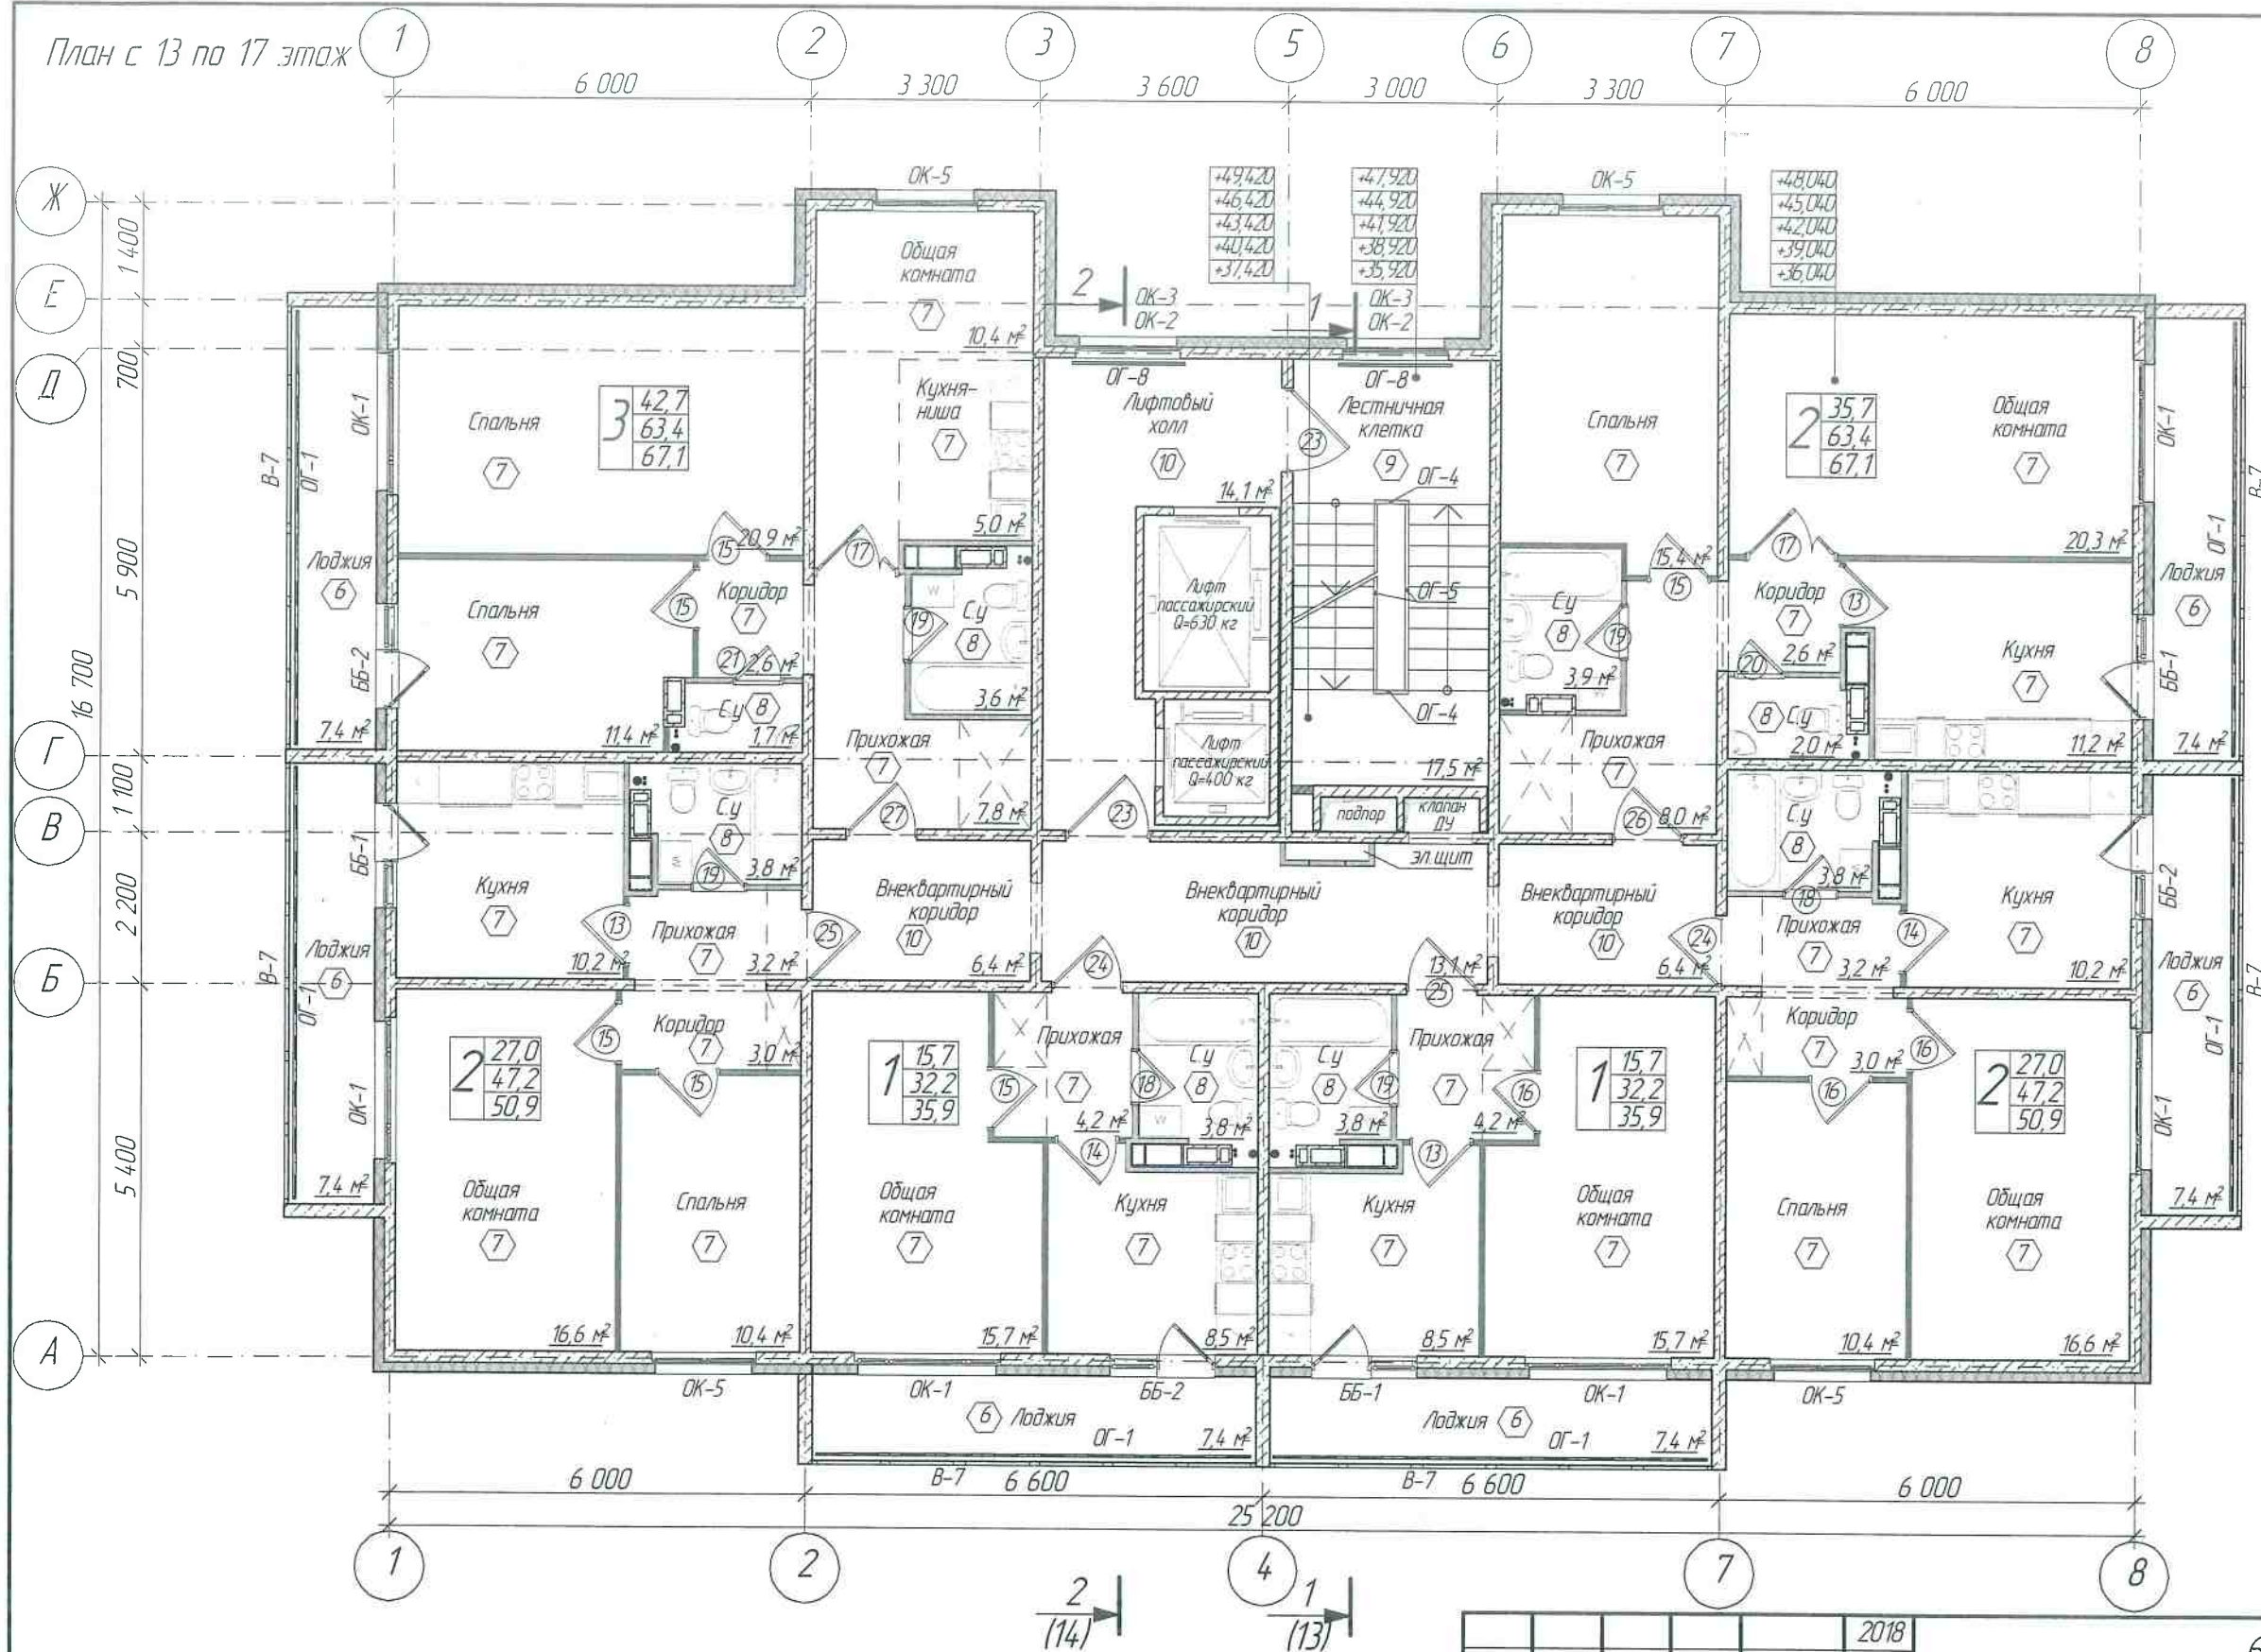 План с 13 по 17 этаж
1
2
3
5
6
7
8
6 000
3 300
3 600
3 000
3 300
6 000
Ж
Е
Д
Г
В
Б
А
1 400
700
5 900
1 100
2 200
5 400
16 700
ОК-5
+49,420
+46,420
+43,420
+40,420
+37,420
+47,920
+44,920
+41,920
+38,920
+35,920
ОК-5
+48,040
+45,040
+42,040
+39,040
+36,040
2
ОК-3
ОК-2
1
ОК-3
ОК-2
В-7
ОГ-1
ОК-1
Лоджия
6
ББ-2
7,4 м²
Спальня
7
3
42,7
63,4
67,1
15
20,9 м²
Спальня
7
11,4 м²
15
Коридор
7
21
2,6 м²
С.у
8
1,7 м²
Общая
комната
7
10,4 м²
Кухня-
ниша
7
5,0 м²
17
W
С.у
8
19
3,6 м²
Прихожая
7
7,8 м²
27
ОГ-8
Лифтовый
холл
10
14,1 м²
Лифт
пассажирский
Q=630 кг
Лифт
пассажирский
Q=400 кг
23
23
ОГ-8
Лестничная
клетка
9
ОГ-4
ОГ-5
ОГ-4
17,5 м²
подпор
клапан
ДУ
эл.щит
Спальня
7
15,4 м²
15
С.у
8
19
3,9 м²
Прихожая
7
26
8,0 м²
2
35,7
63,4
67,1
Общая
комната
7
20,3 м²
17
Коридор
7
13
20
2,6 м²
8
С.у
2,0 м²
Кухня
7
11,2 м²
ОК-1
В-7
ОГ-1
Лоджия
6
ББ-1
7,4 м²
В-7
ОГ-1
ББ-1
Лоджия
6
ОК-1
7,4 м²
Кухня
7
10,2 м²
13
С.у
8
19
3,8 м²
Прихожая
7
3,2 м²
25
Внеквартирный
коридор
10
6,4 м²
Внеквартирный
коридор
10
13,1 м²
24
25
Внеквартирный
коридор
10
6,4 м²
24
С.у
8
3,8 м²
18
Прихожая
7
3,2 м²
14
Кухня
7
10,2 м²
ББ-2
Лоджия
6
В-7
ОГ-1
ОК-1
7,4 м²
2
27,0
47,2
50,9
15
Коридор
7
3,0 м²
15
Общая
комната
7
16,6 м²
Спальня
7
10,4 м²
1
15,7
32,2
35,9
15
Прихожая
7
4,2 м²
18
С.у
8
W
3,8 м²
14
Общая
комната
7
15,7 м²
Кухня
7
8,5 м²
С.у
8
19
3,8 м²
Прихожая
7
4,2 м²
16
13
1
15,7
32,2
35,9
Кухня
7
8,5 м²
Общая
комната
7
15,7 м²
Коридор
7
3,0 м²
16
16
2
27,0
47,2
50,9
Спальня
7
10,4 м²
Общая
комната
7
16,6 м²
ОК-5
ОК-1
ББ-2
ББ-1
ОК-1
ОК-5
6
Лоджия
ОГ-1
7,4 м²
Лоджия
6
ОГ-1
7,4 м²
6 000
В-7
6 600
В-7
6 600
6 000
25 200
1
2
4
7
8
2
(14)
1
(13)
2018